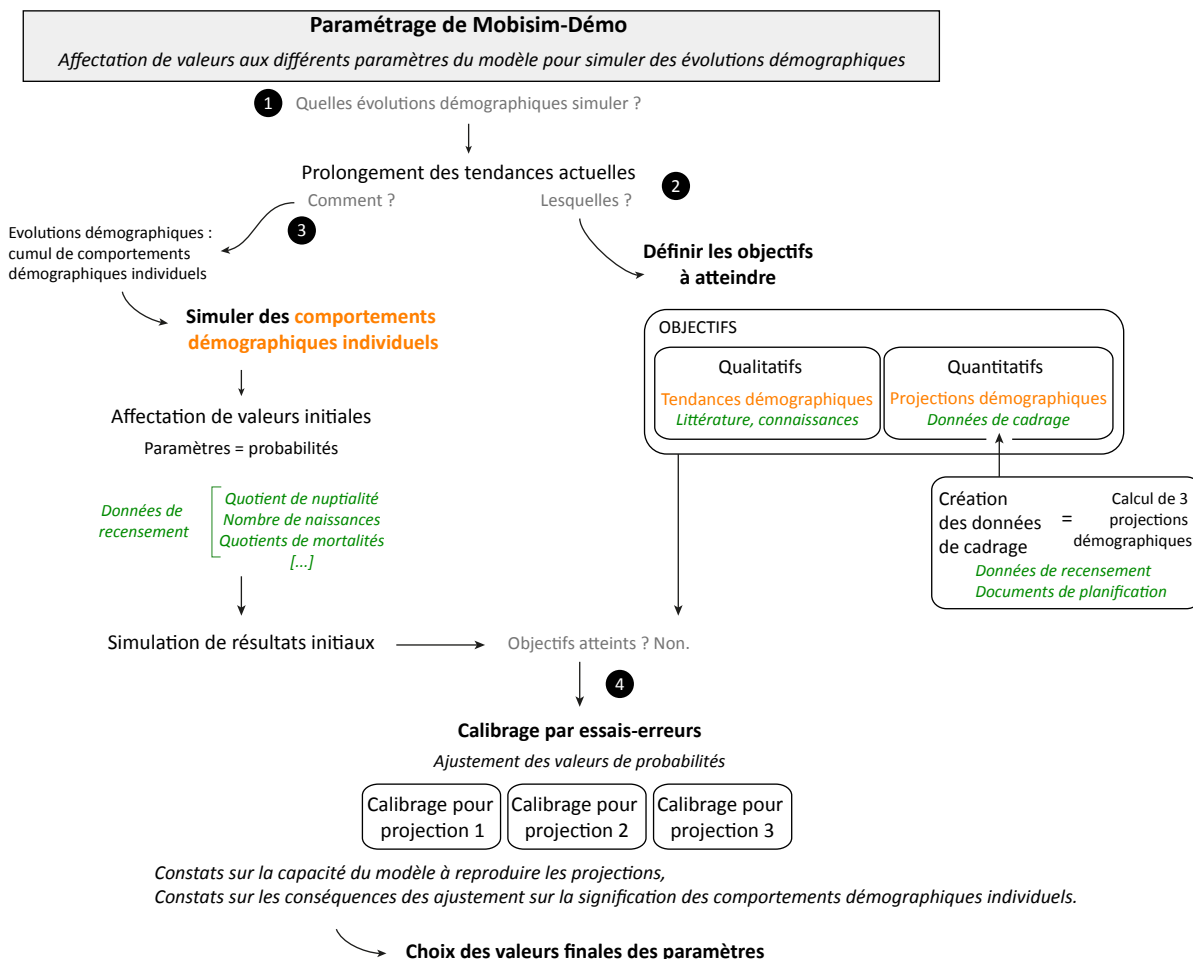 Paramétrage de Mobisim-Démo
Affectation de valeurs aux différents paramètres du modèle pour simuler des évolutions démographiques
1 Quelles évolutions démographiques simuler ?
Prolongement des tendances actuelles
2
Comment ?
Lesquelles ?
3
Evolutions démographiques :
cumul de comportements
démographiques individuels
Définir les objectifs
à atteindre
Simuler des comportements
démographiques individuels
OBJECTIFS
Qualitatifs
Tendances démographiques
Littérature, connaissances
Quantitatifs
Projections démographiques
Données de cadrage
Affectation de valeurs initiales
Paramètres = probabilités
Données de
recensement
Quotient de nuptialité
Nombre de naissances
Quotients de mortalités
[...]
Création
des données
de cadrage
=
Calcul de 3
projections
démographiques
Données de recensement
Documents de planification
Simulation de résultats initiaux
Objectifs atteints ? Non.
4
Calibrage par essais-erreurs
Ajustement des valeurs de probabilités
Calibrage pour
projection 1
Calibrage pour
projection 2
Calibrage pour
projection 3
Constats sur la capacité du modèle à reproduire les projections,
Constats sur les conséquences des ajustement sur la signification des comportements démographiques individuels.
Choix des valeurs finales des paramètres